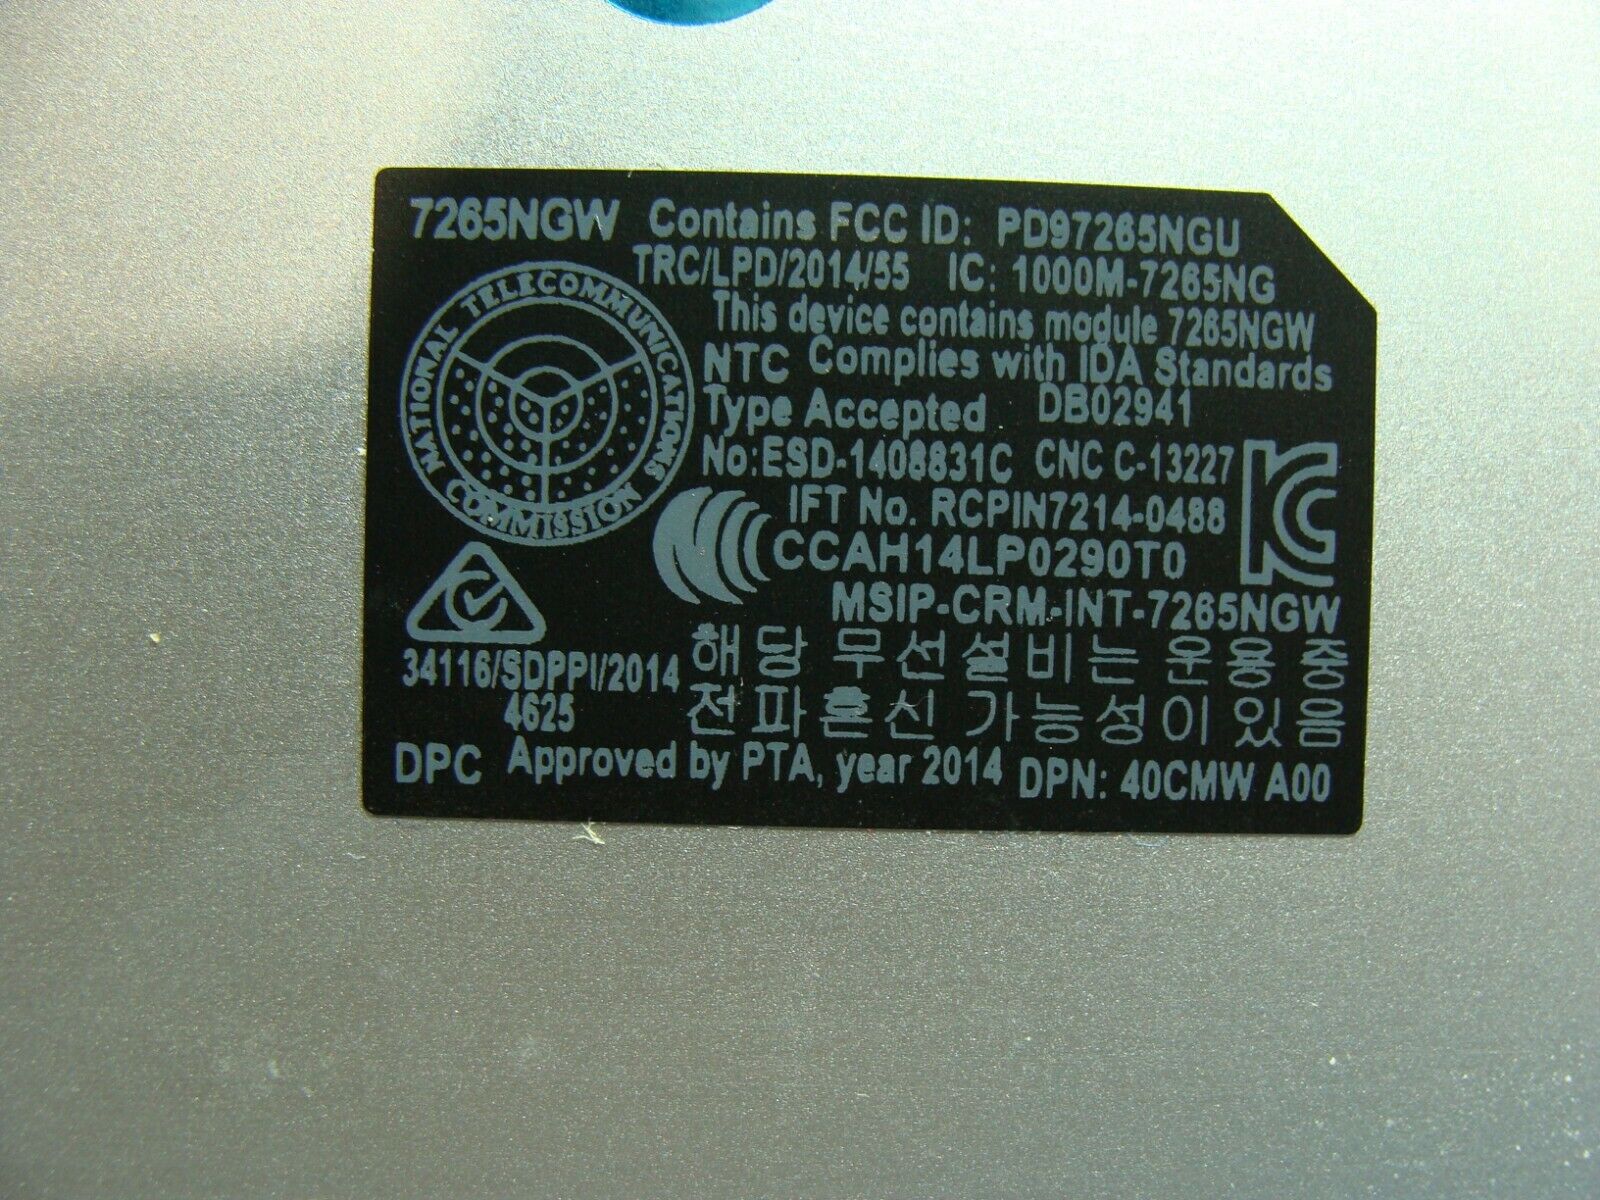 7265NGW Contains FCC ID: PD97265NGU
TRC/LPD/2014/55 IC: 1000M-7265NG
This device contains module 7265NGW
NATIONAL TELECOMMUNICATIONS COMMISSION
NTC Complies with IDA Standards
Type Accepted DB02941
No:ESD-1408831C CNC C-13227
IFT No. RCPIN7214-0488
CCAH14LP0290T0
MSIP-CRM-INT-7265NGW
34116/SDPPI/2014
4625
해당 무선설비는 운용중
전파혼신 가능성이 있음
DPC Approved by PTA, year 2014 DPN: 40CMW A00